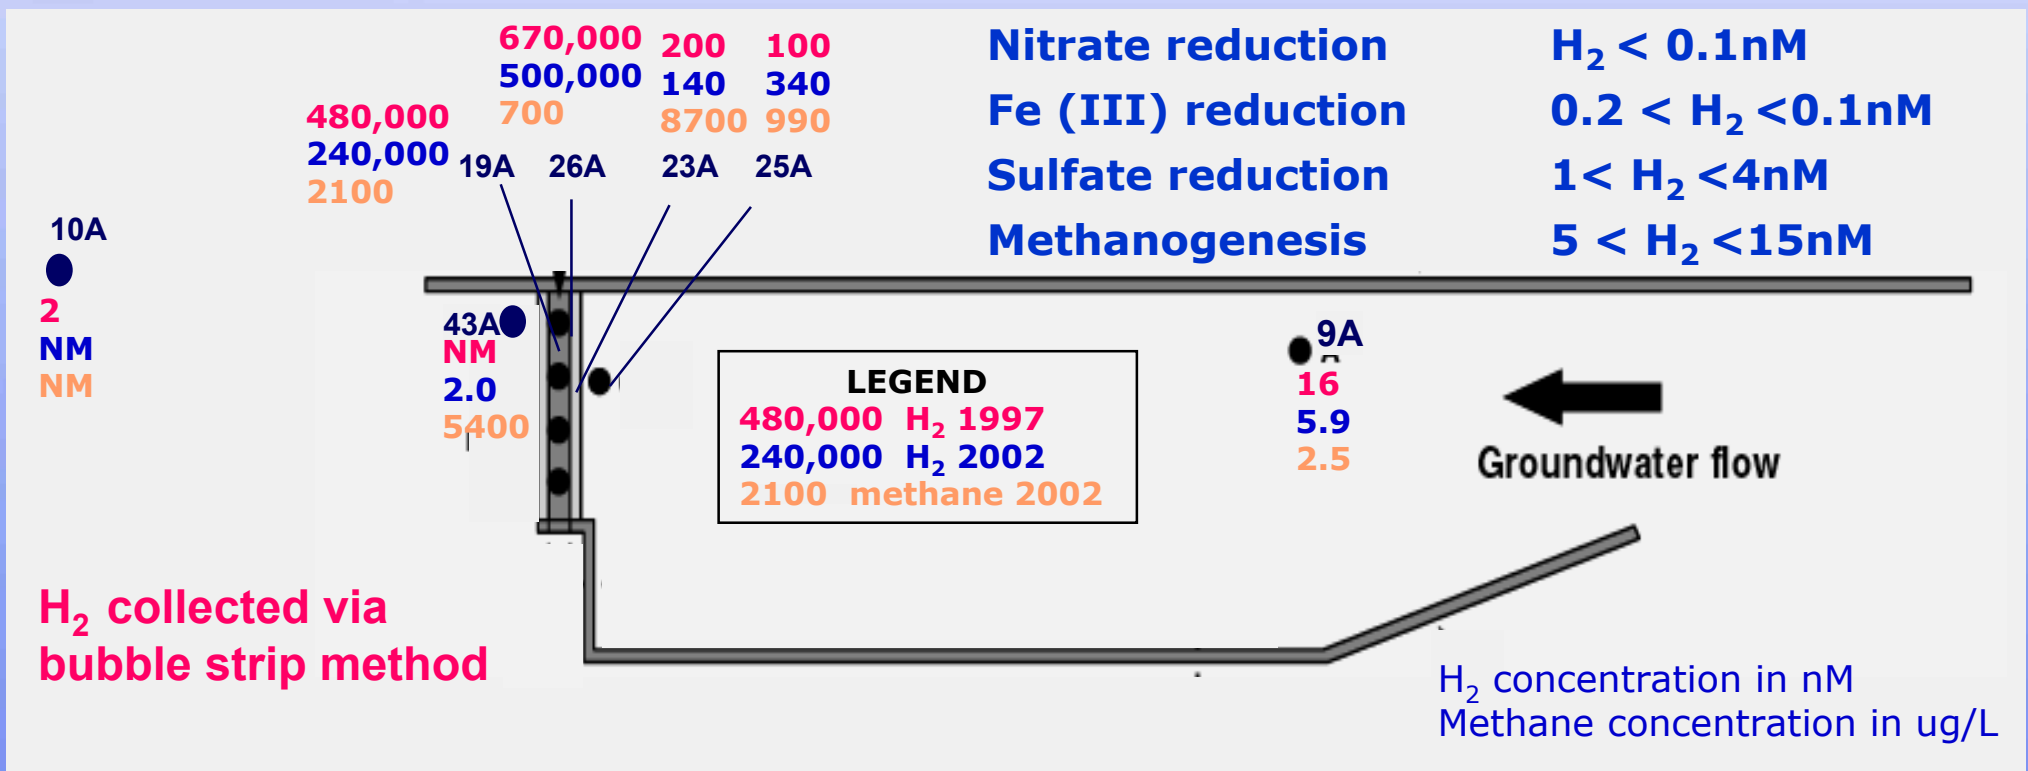 670,000 200 100
500,000 140 340
700 8700 990
480,000
240,000
2100
19A 26A 23A 25A
Nitrate reduction H2 < 0.1nM
Fe (III) reduction 0.2 < H2 <0.1nM
Sulfate reduction 1< H2 <4nM
Methanogenesis 5 < H2 <15nM
10A
2
NM
NM
43A
NM
2.0
5400
LEGEND
480,000 H2 1997
240,000 H2 2002
2100 methane 2002
9A
16
5.9
2.5
Groundwater flow
H2 collected via
bubble strip method
H2 concentration in nM
Methane concentration in ug/L